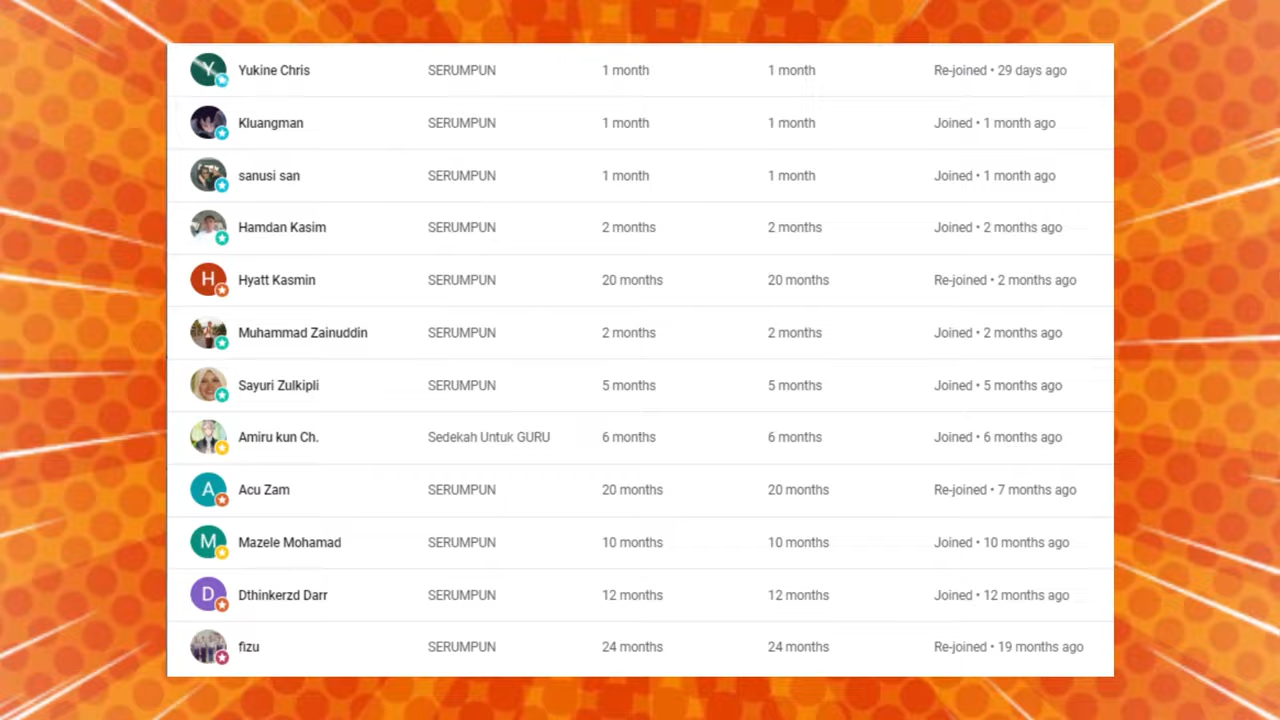 Y Yukine Chris SERUMPUN 1 month 1 month Re-joined • 29 days ago
Kluangman SERUMPUN 1 month 1 month Joined • 1 month ago
sanusi san SERUMPUN 1 month 1 month Joined • 1 month ago
Hamdan Kasim SERUMPUN 2 months 2 months Joined • 2 months ago
H Hyatt Kasmin SERUMPUN 20 months 20 months Re-joined • 2 months ago
Muhammad Zainuddin SERUMPUN 2 months 2 months Joined • 2 months ago
Sayuri Zulkipli SERUMPUN 5 months 5 months Joined • 5 months ago
Amiru kun Ch. Sedekah Untuk GURU 6 months 6 months Joined • 6 months ago
A Acu Zam SERUMPUN 20 months 20 months Re-joined • 7 months ago
M Mazele Mohamad SERUMPUN 10 months 10 months Joined • 10 months ago
D Dthinkerzd Darr SERUMPUN 12 months 12 months Joined • 12 months ago
fizu SERUMPUN 24 months 24 months Re-joined • 19 months ago